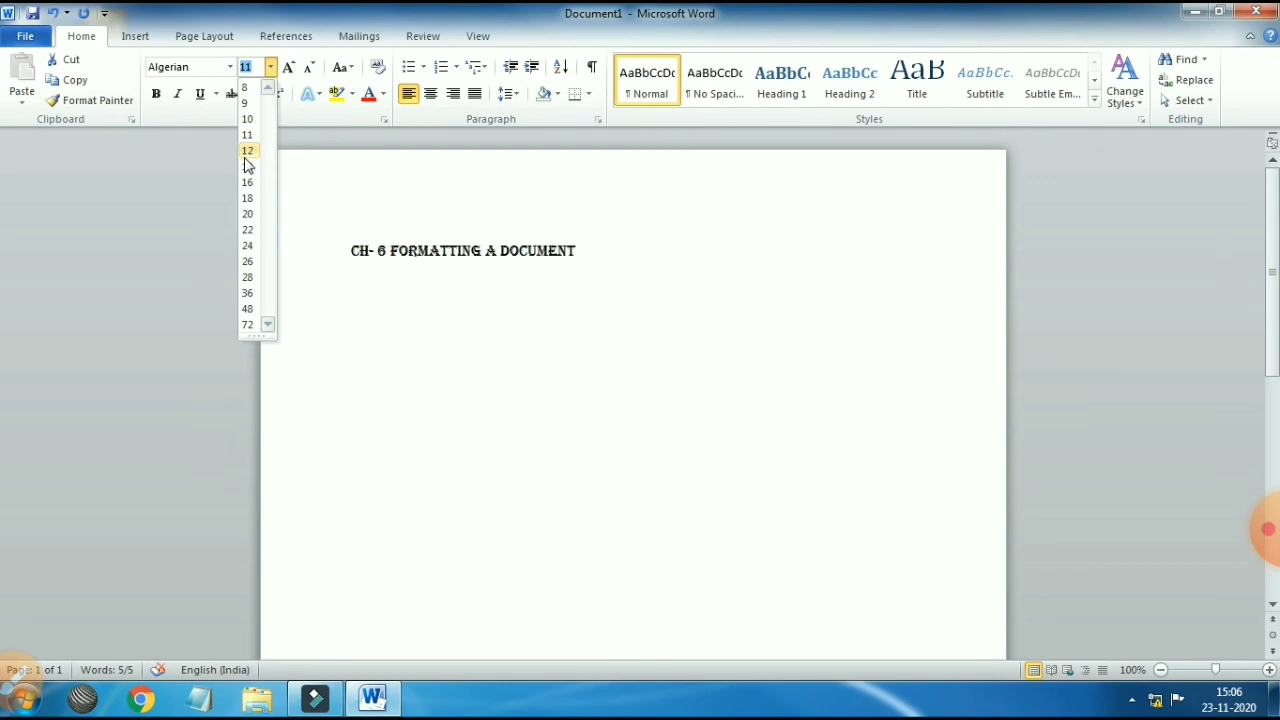 Document1 - Microsoft Word
File Home Insert Page Layout References Mailings Review View
Cut
Copy
Format Painter
Paste
Clipboard
Algerian 11
Aa
B I U ab
A ab A
Paragraph
AaBbCcDc AaBbCcDc AaBbCc AaBbCc AaB AaBbCc. AaBbCcDc
¶ Normal ¶ No Spaci... Heading 1 Heading 2 Title Subtitle Subtle Em...
Styles
Change
Styles
Find
Replace
Select
Editing
8
9
10
11
12
16
18
20
22
24
26
28
36
48
72
CH- 6 FORMATTING A DOCUMENT
Page: 1 of 1 Words: 5/5 English (India) 100%
15:06
23-11-2020